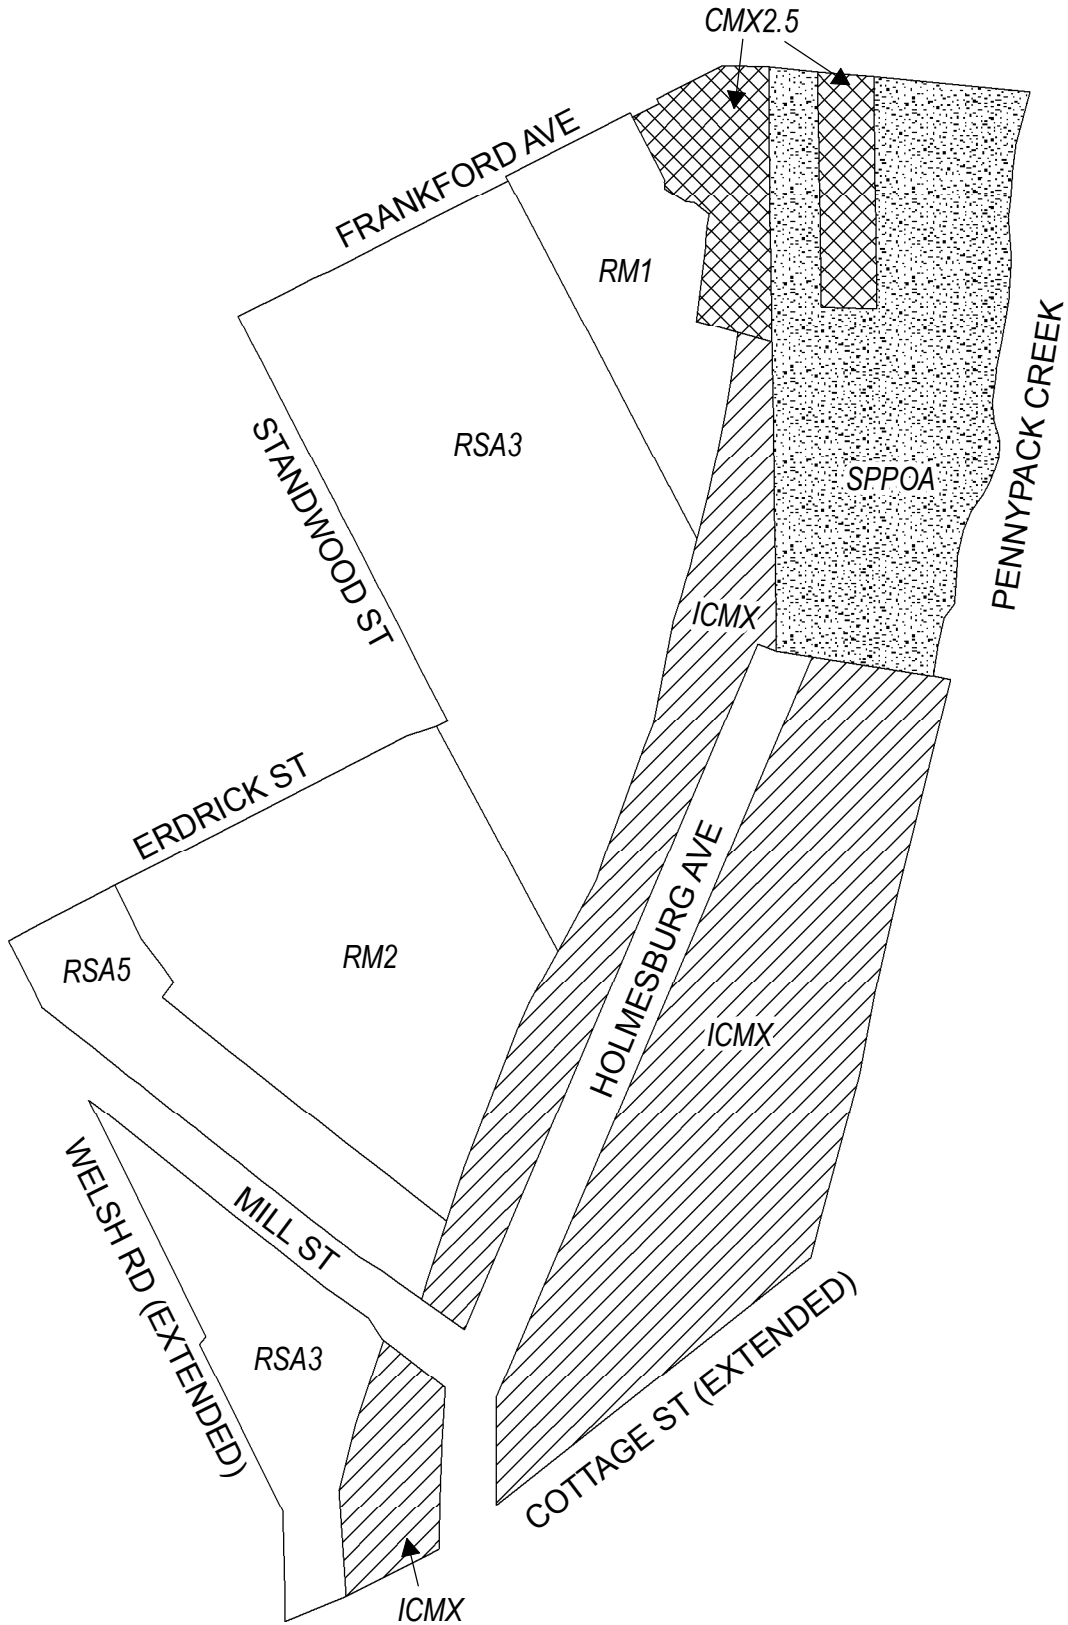 CMX2.5
FRANKFORD AVE
RM1
RSA3
STANDWOOD ST
SPPOA
PENNYPACK CREEK
ICMX
ERDRICK ST
RSA5
RM2
HOLMESBURG AVE
ICMX
WELSH RD (EXTENDED)
MILL ST
RSA3
COTTAGE ST (EXTENDED)
ICMX